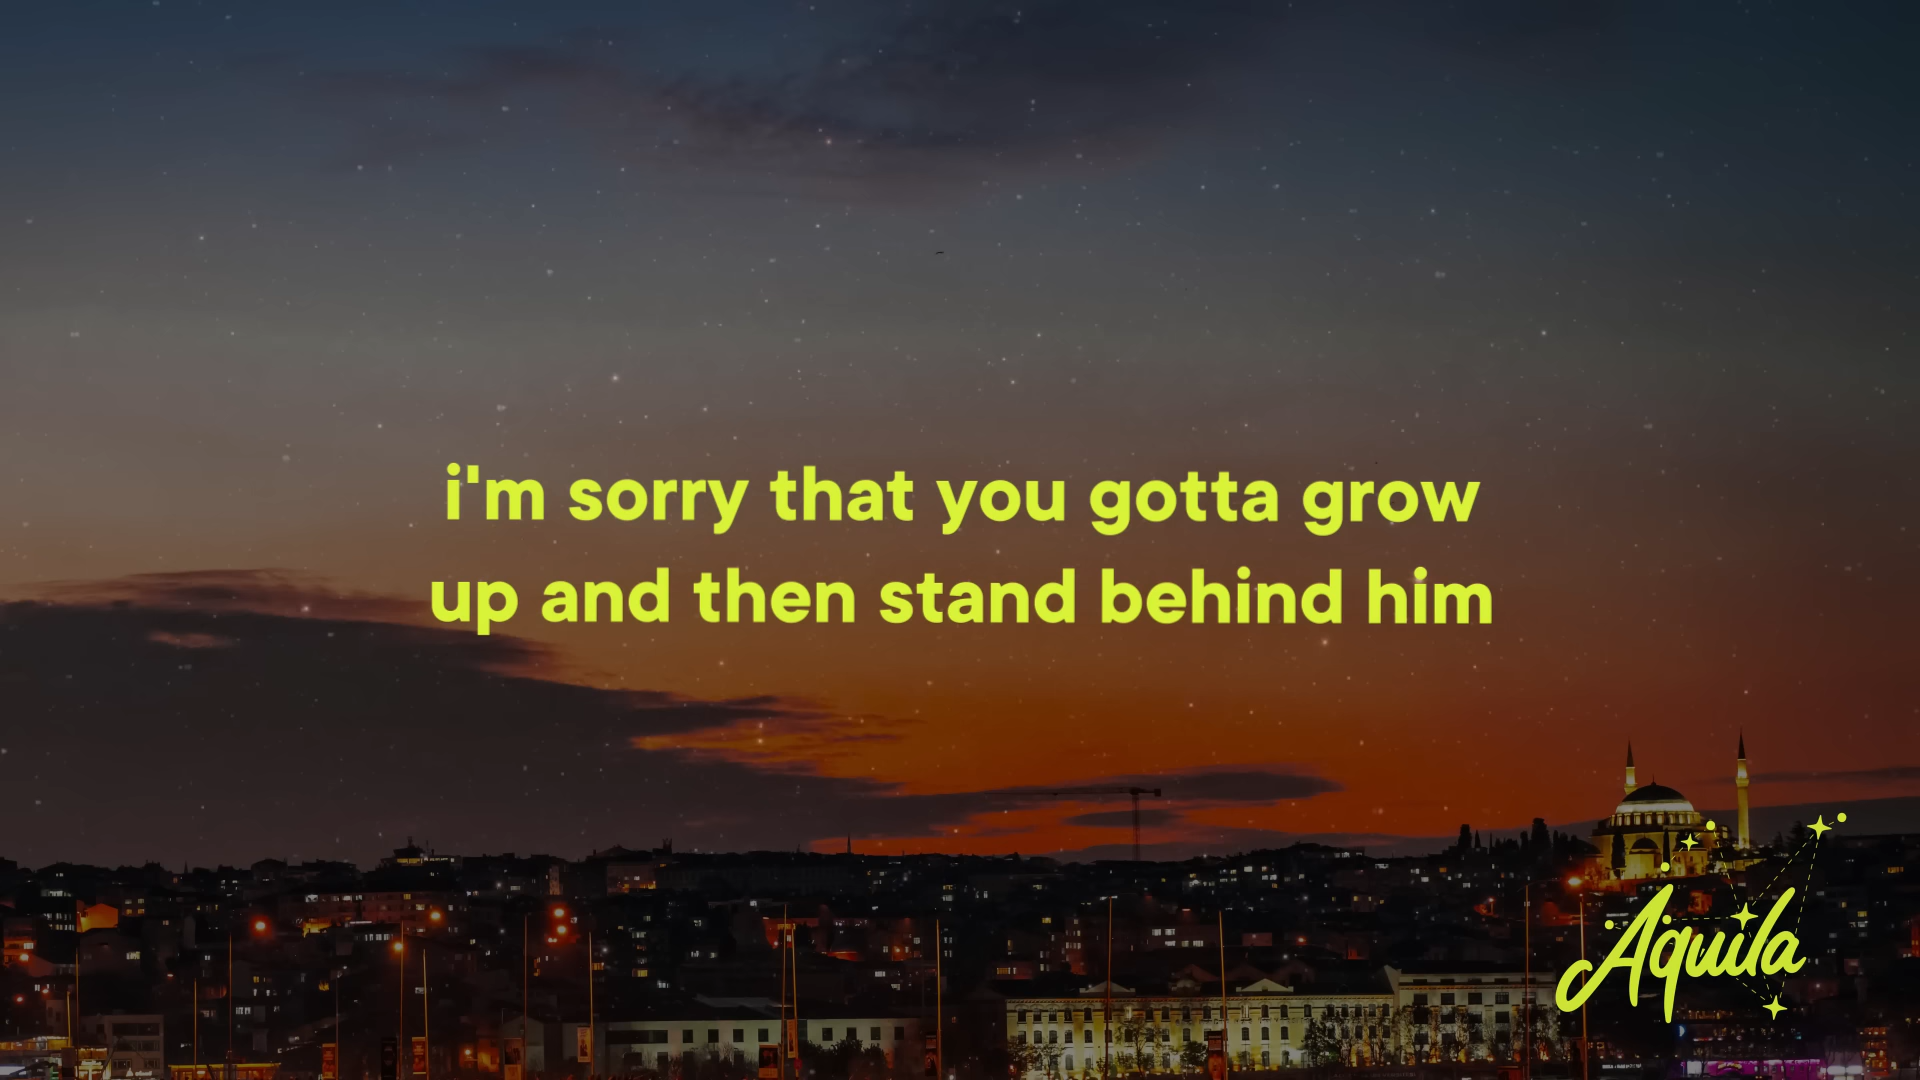 i'm sorry that you gotta grow
up and then stand behind him
Aquila